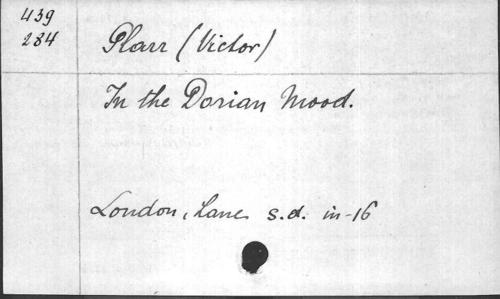 439
284
Plarr (Victor)
In the Dorian Mood.
London, Lane s.d. in-16